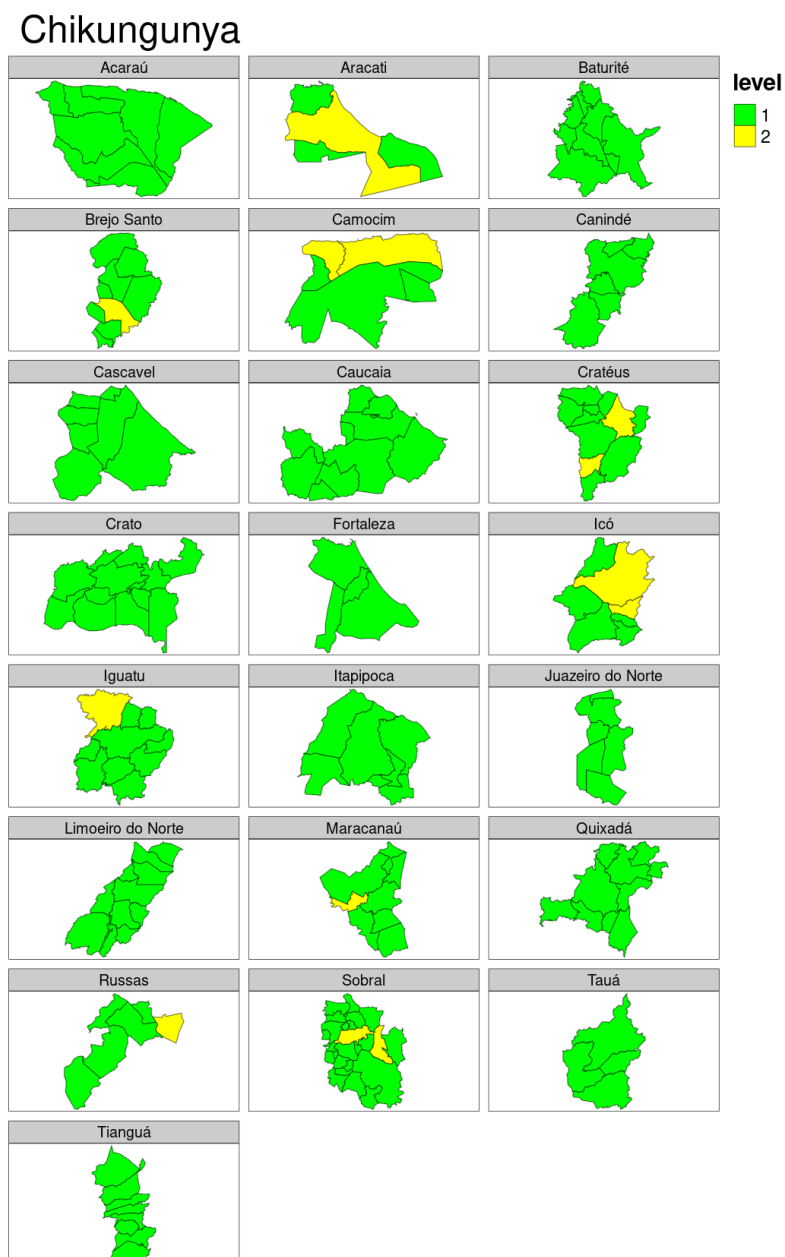 Chikungunya
Acaraú
Aracati
Baturité
level
1
2
Brejo Santo
Camocim
Canindé
Cascavel
Caucaia
Cratéus
Crato
Fortaleza
Icó
Iguatu
Itapipoca
Juazeiro do Norte
Limoeiro do Norte
Maracanaú
Quixadá
Russas
Sobral
Tauá
Tianguá